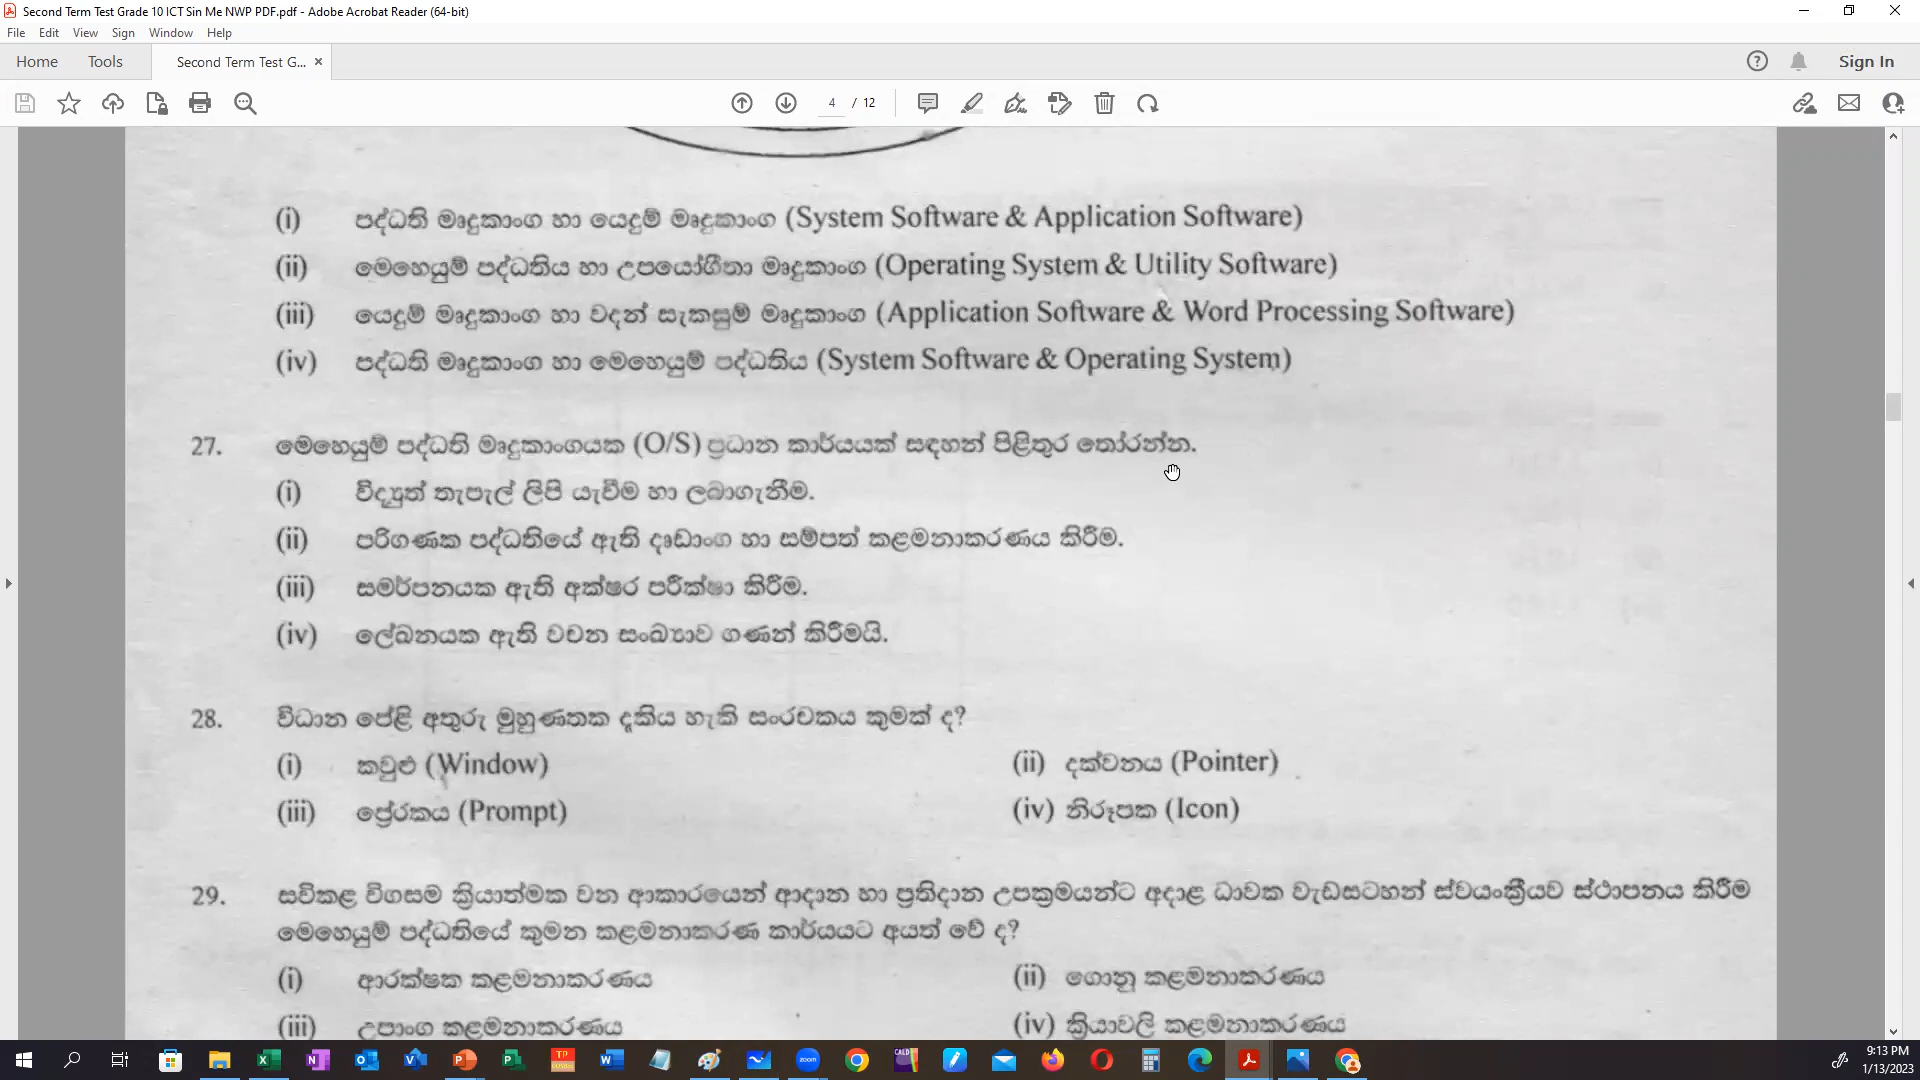 Second Term Test Grade 10 ICT Sin Me NWP PDF.pdf - Adobe Acrobat Reader (64-bit)
File Edit View Sign Window Help
Home Tools Second Term Test G... × Sign In
4 / 12
(i) පද්ධති මෘදුකාංග හා යෙදුම් මෘදුකාංග (System Software & Application Software)
(ii) මෙහෙයුම් පද්ධතිය හා උපයෝගීතා මෘදුකාංග (Operating System & Utility Software)
(iii) යෙදුම් මෘදුකාංග හා වදන් සැකසුම් මෘදුකාංග (Application Software & Word Processing Software)
(iv) පද්ධති මෘදුකාංග හා මෙහෙයුම් පද්ධතිය (System Software & Operating System)
27. මෙහෙයුම් පද්ධති මෘදුකාංගයක (O/S) ප්‍රධාන කාර්යයක් සඳහන් පිළිතුර තෝරන්න.
(i) විද්‍යුත් තැපැල් ලිපි යැවීම හා ලබාගැනීම.
(ii) පරිගණක පද්ධතියේ ඇති දෘඩාංග හා සම්පත් කළමනාකරණය කිරීම.
(iii) සමර්පනයක ඇති අක්ෂර පරීක්ෂා කිරීම.
(iv) ලේඛනයක ඇති වචන සංඛ්‍යාව ගණන් කිරීමයි.
28. විධාන පේළි අතුරු මුහුණතක දැකිය හැකි සංරචකය කුමක් ද?
(i) කවුළු (Window) (ii) දක්වනය (Pointer)
(iii) ප්‍රේරකය (Prompt) (iv) නිරූපක (Icon)
29. සවිකළ විගසම ක්‍රියාත්මක වන ආකාරයෙන් ආදාන හා ප්‍රතිදාන උපක්‍රමයන්ට අදාළ ධාවක වැඩසටහන් ස්වයංක්‍රීයව ස්ථාපනය කිරීම
මෙහෙයුම් පද්ධතියේ කුමන කළමනාකරණ කාර්යයට අයත් වේ ද?
(i) ආරක්ෂක කළමනාකරණය (ii) ගොනු කළමනාකරණය
(iii) උපාංග කළමනාකරණය (iv) ක්‍රියාවලි කළමනාකරණය
9:13 PM
1/13/2023